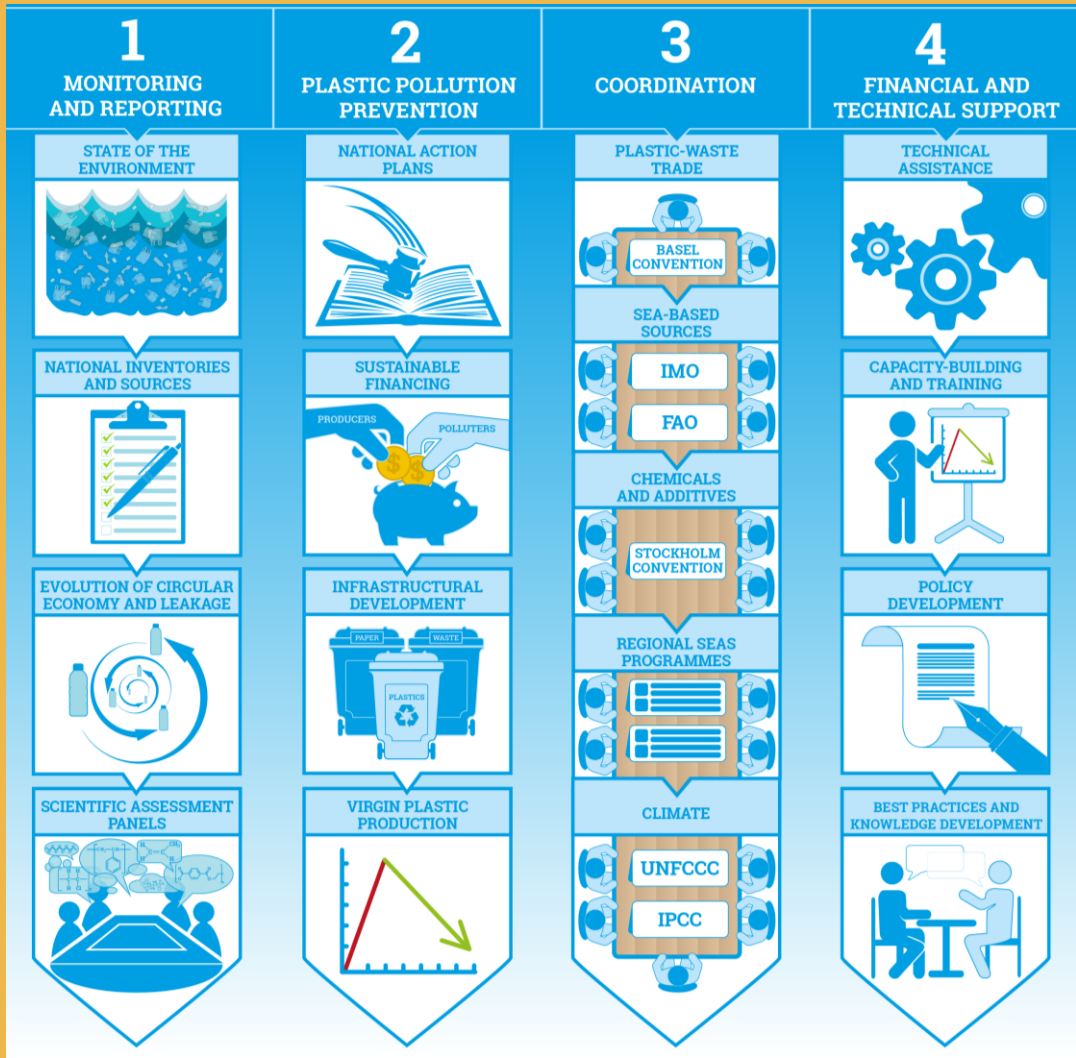 1
MONITORING
AND REPORTING
STATE OF THE
ENVIRONMENT
NATIONAL INVENTORIES
AND SOURCES
EVOLUTION OF CIRCULAR
ECONOMY AND LEAKAGE
SCIENTIFIC ASSESSMENT
PANELS
2
PLASTIC POLLUTION
PREVENTION
NATIONAL ACTION
PLANS
SUSTAINABLE
FINANCING
PRODUCERS
POLLUTERS
$
$
INFRASTRUCTURAL
DEVELOPMENT
PAPER
WASTE
PLASTICS
VIRGIN PLASTIC
PRODUCTION
3
COORDINATION
PLASTIC-WASTE
TRADE
BASEL
CONVENTION
SEA-BASED
SOURCES
IMO
FAO
CHEMICALS
AND ADDITIVES
STOCKHOLM
CONVENTION
REGIONAL SEAS
PROGRAMMES
CLIMATE
UNFCCC
IPCC
4
FINANCIAL AND
TECHNICAL SUPPORT
TECHNICAL
ASSISTANCE
CAPACITY-BUILDING
AND TRAINING
POLICY
DEVELOPMENT
BEST PRACTICES AND
KNOWLEDGE DEVELOPMENT